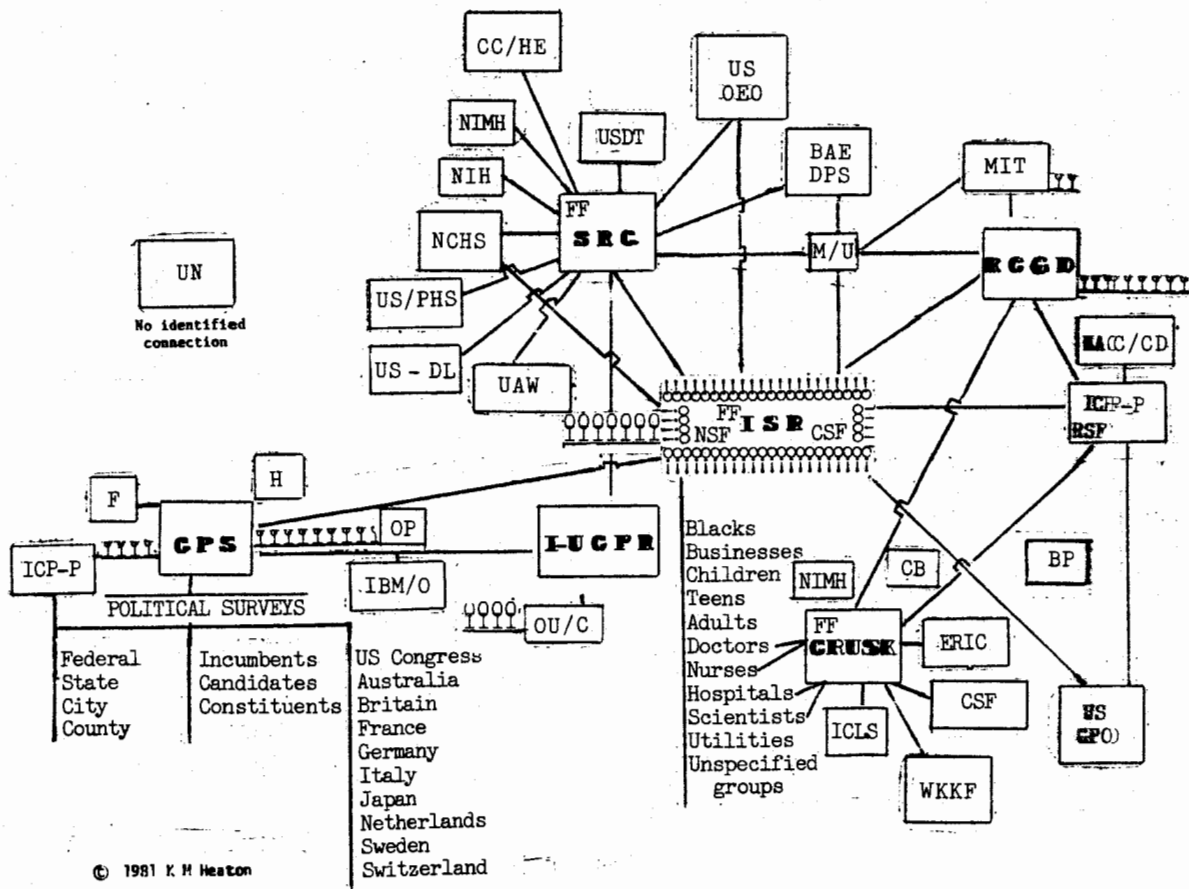 CC/HE
US
OEO
NIMH
USDT
BAE
DPS
MIT
NIH
FF
SRC
NCHS
M/U
RCGD
UN
No identified
connection
US/PHS
US-DL
UAW
C/CD
FF
ISR
NSF
CSF
RSF
H
F
CPS
OP
I-UCPR
ICP-P
IBM/O
OU/C
POLITICAL SURVEYS
Federal
State
City
County
Incumbents
Candidates
Constituents
US Congress
Australia
Britain
France
Germany
Italy
Japan
Netherlands
Sweden
Switzerland
Blacks
Businesses
Children
Teens
Adults
Doctors
Nurses
Hospitals
Scientists
Utilities
Unspecified
groups
NIMH
CB
BP
FF
CRUSK
ERIC
CSF
ICLS
WKKF
US
GPO
© 1981 K M Heaton